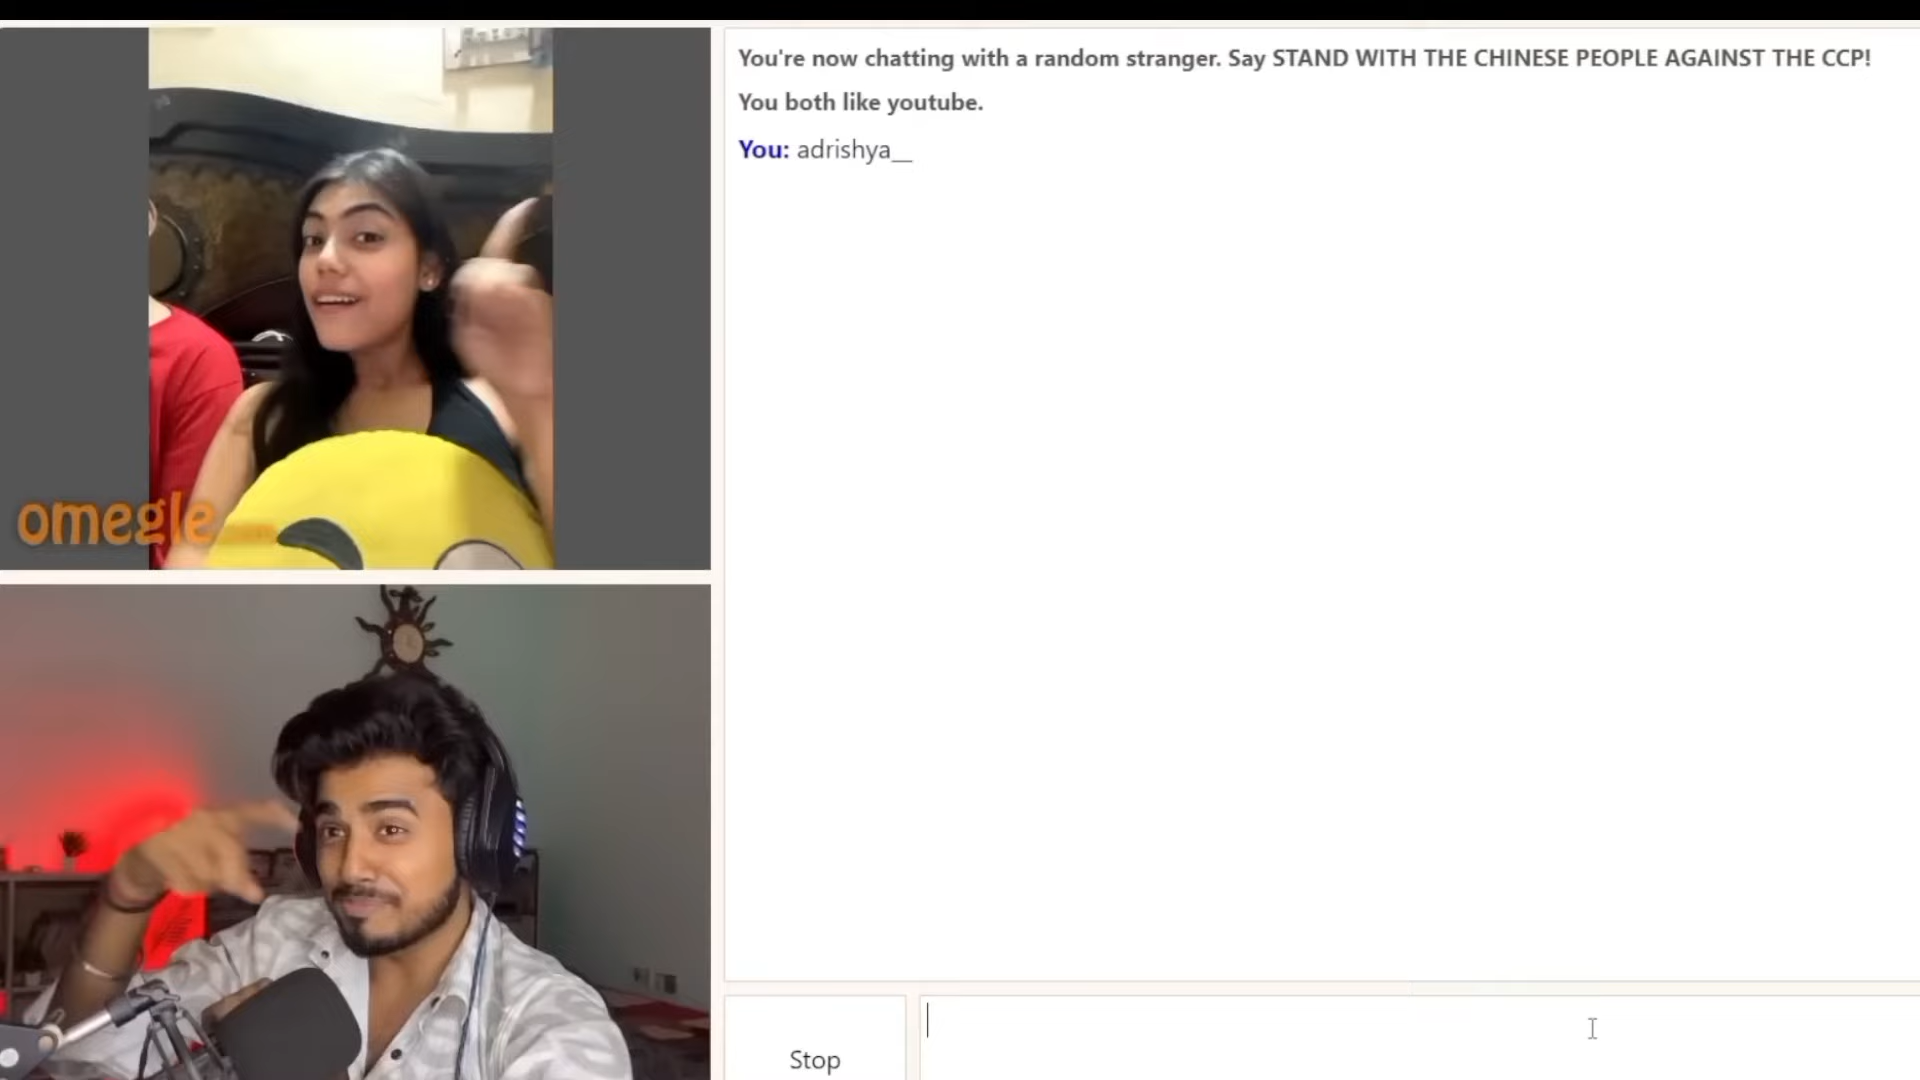 You're now chatting with a random stranger. Say STAND WITH THE CHINESE PEOPLE AGAINST THE CCP!
You both like youtube.
You: adrishya__
omegle
Stop